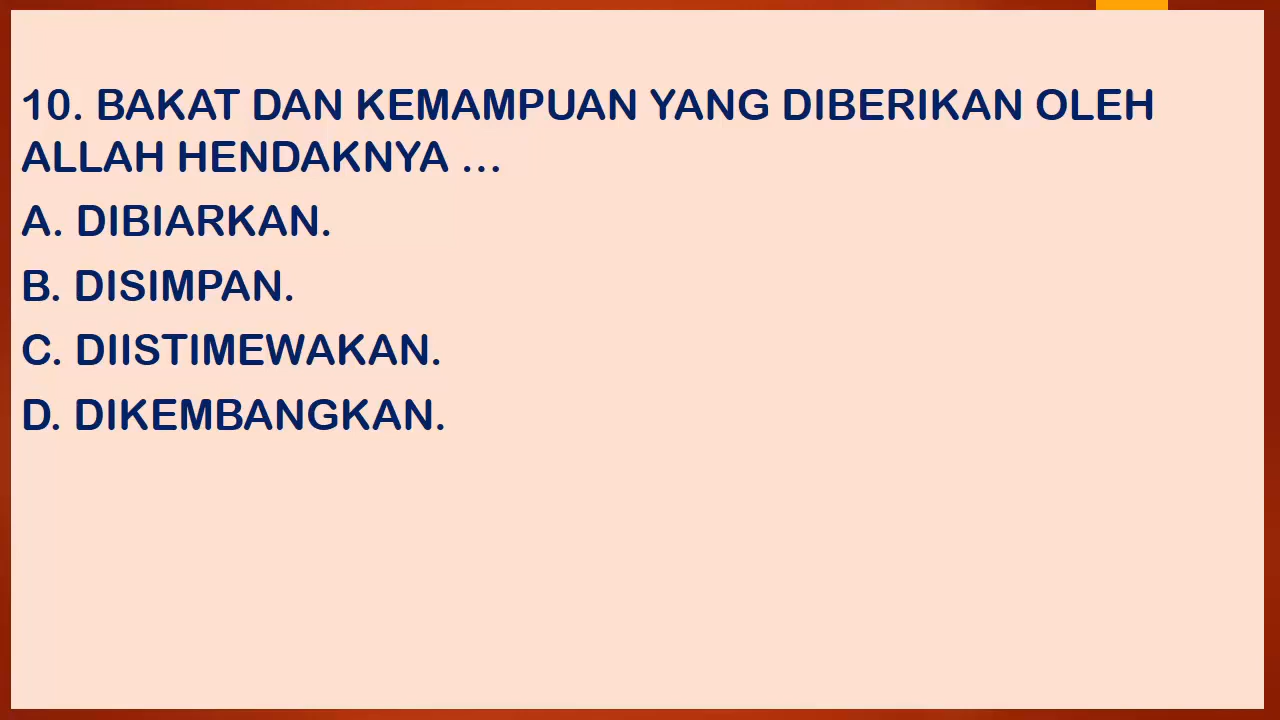 10. BAKAT DAN KEMAMPUAN YANG DIBERIKAN OLEH
ALLAH HENDAKNYA ...
A. DIBIARKAN.
B. DISIMPAN.
C. DIISTIMEWAKAN.
D. DIKEMBANGKAN.